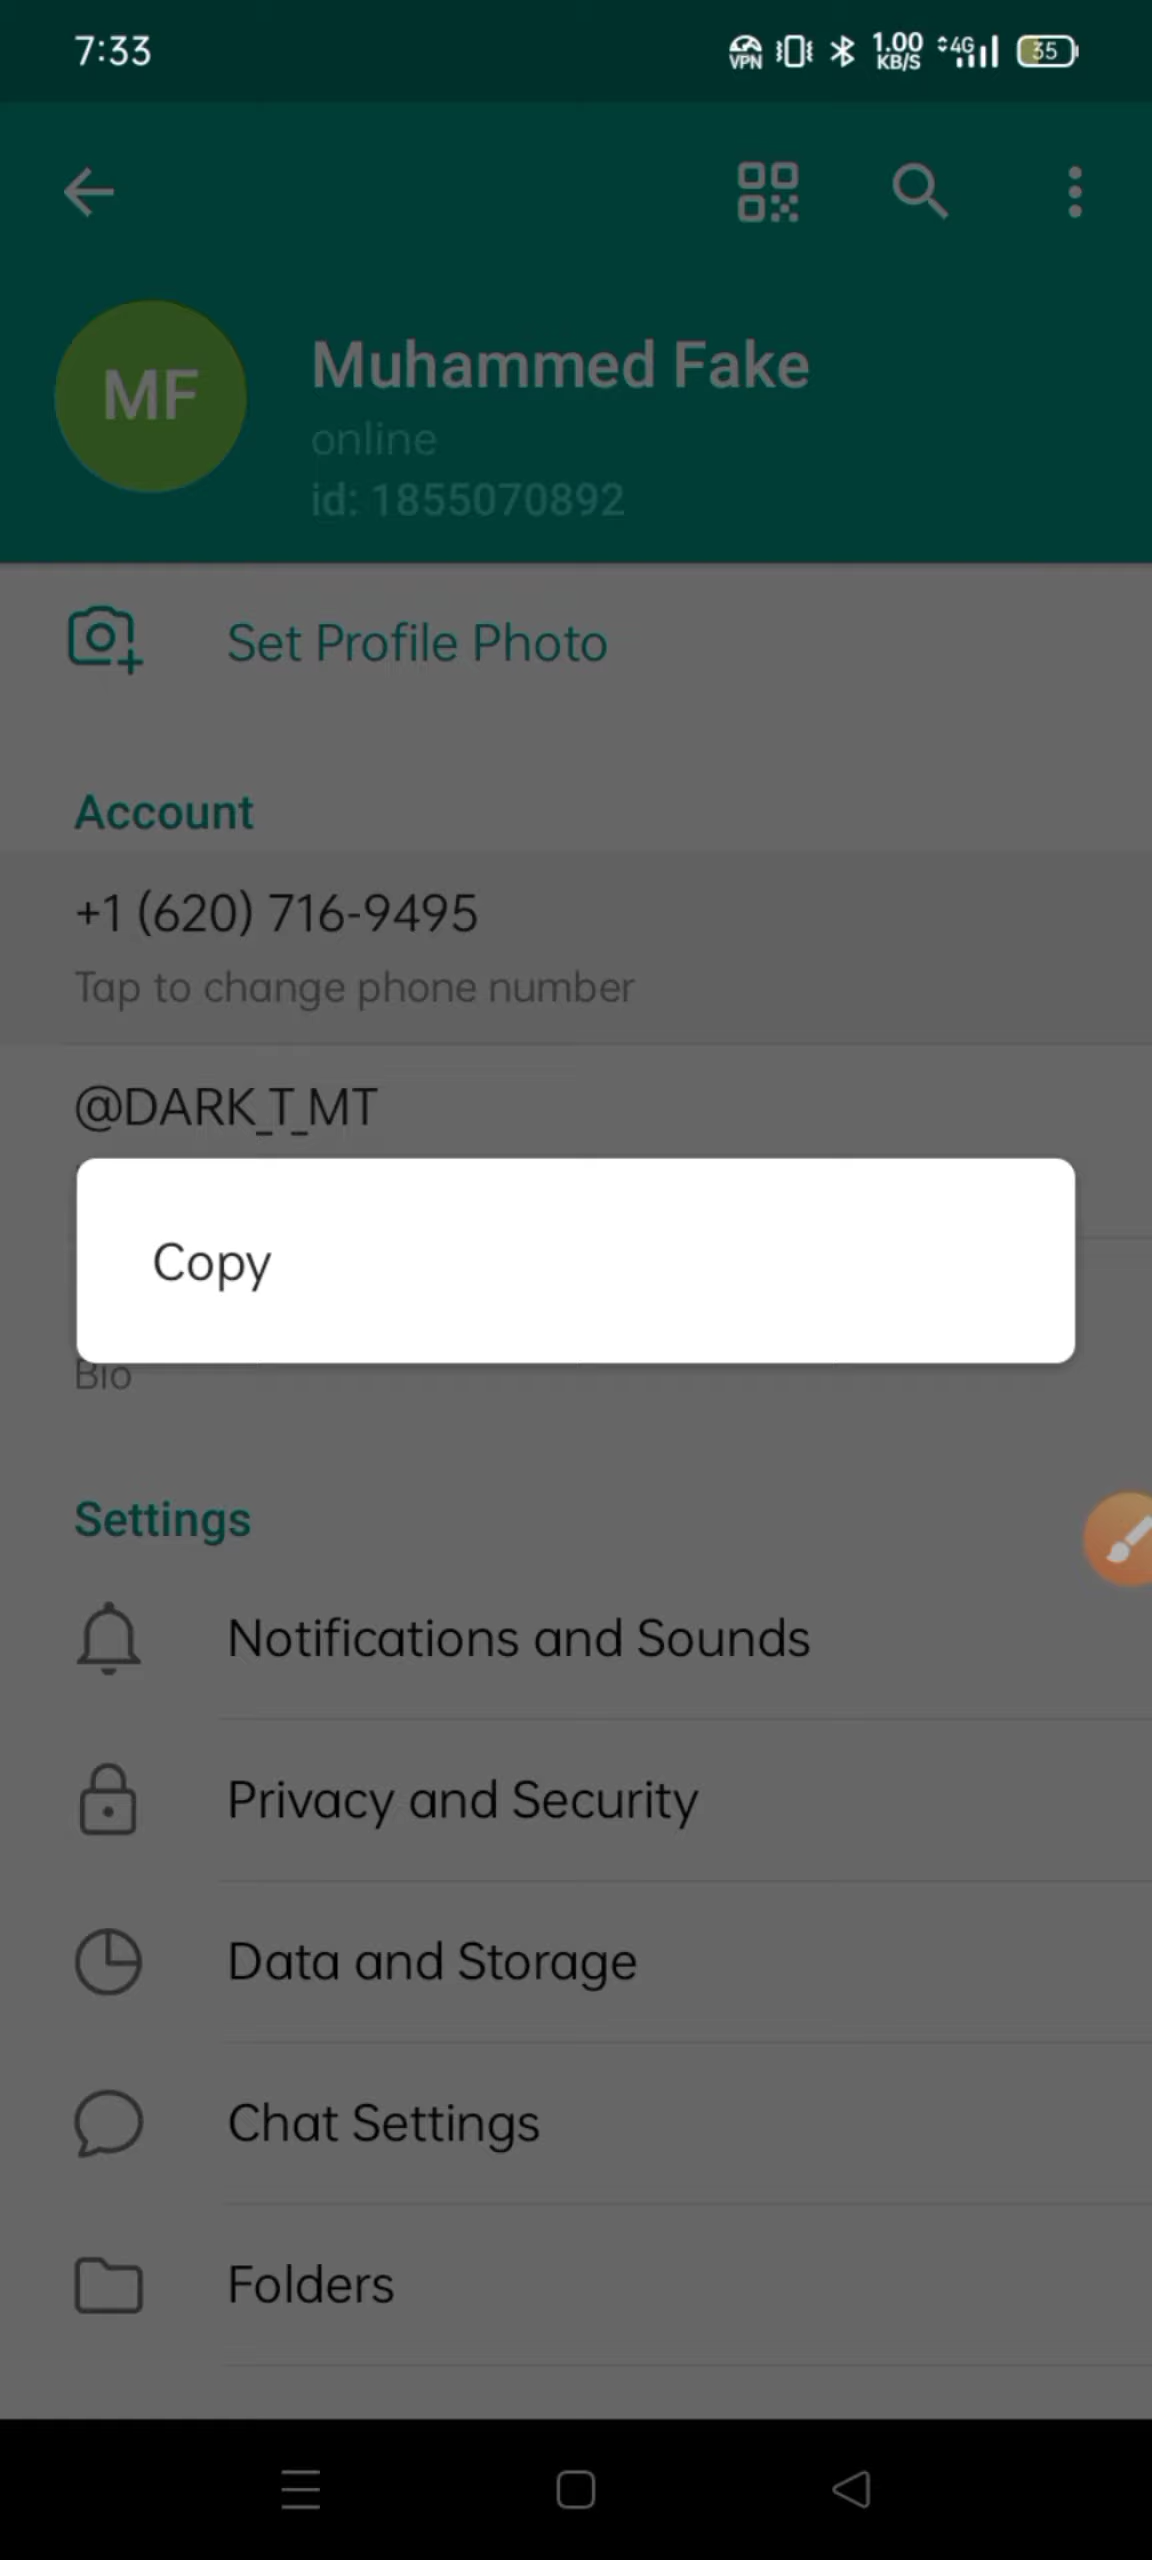 7:33
VPN
1.00
KB/S
4G
35
Muhammed Fake
MF
online
id: 1855070892
Set Profile Photo
Account
+1 (620) 716-9495
Tap to change phone number
@DARK_T_MT
Copy
Bio
Settings
Notifications and Sounds
Privacy and Security
Data and Storage
Chat Settings
Folders